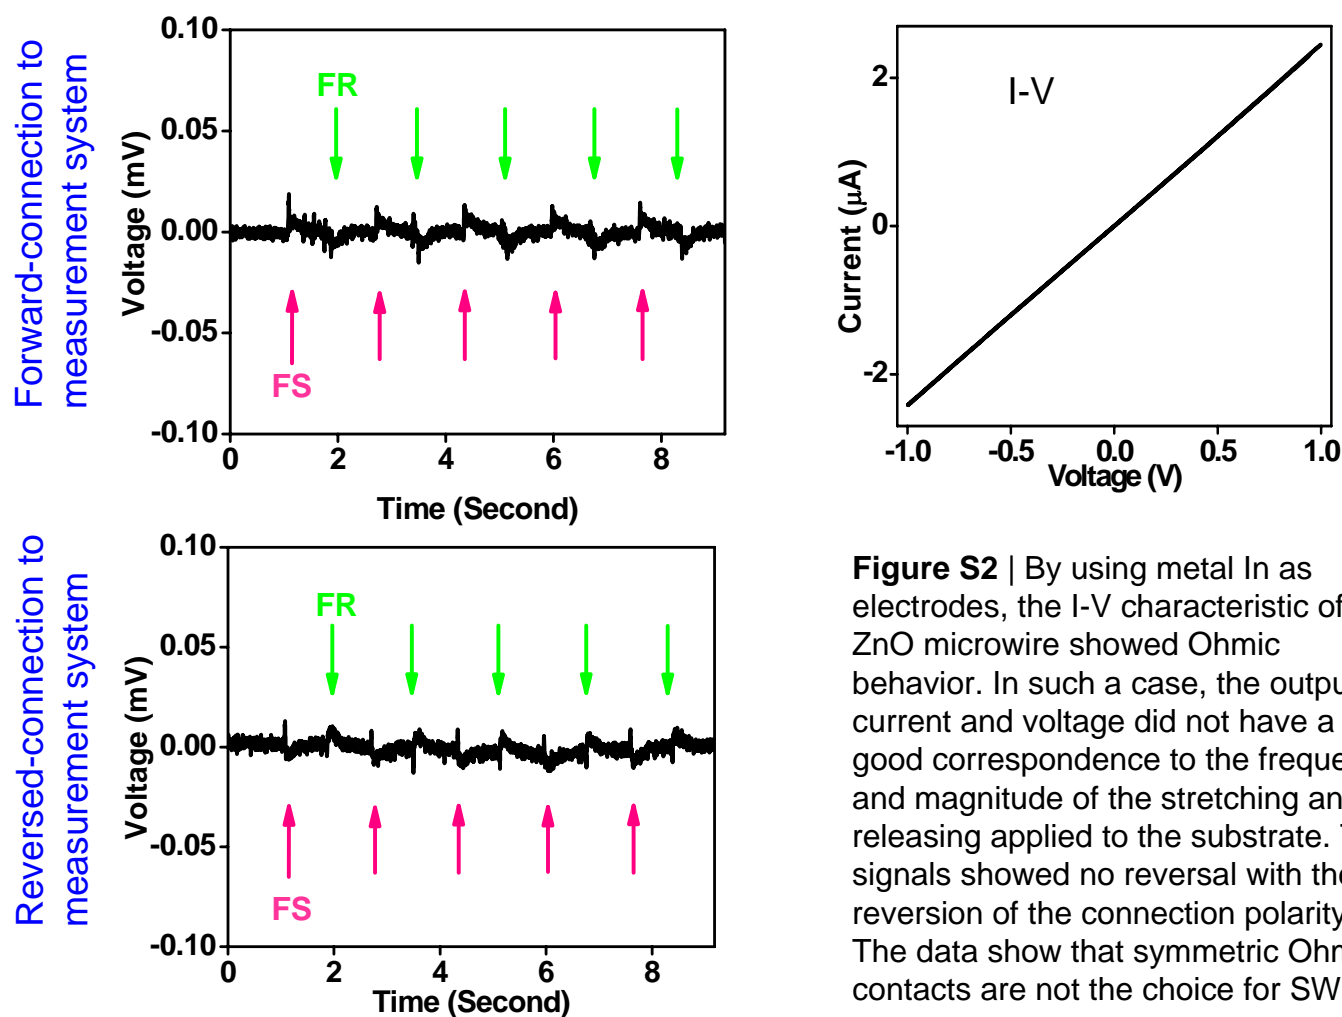 Forward-connection to
measurement system
0.10
0.05
0.00
-0.05
-0.10
Voltage (mV)
FR
FS
0 2 4 6 8
Time (Second)
I-V
2
0
-2
Current (μA)
-1.0 -0.5 0.0 0.5 1.0
Voltage (V)
Reversed-connection to
measurement system
0.10
0.05
0.00
-0.05
-0.10
Voltage (mV)
FR
FS
0 2 4 6 8
Time (Second)
Figure S2 | By using metal In as
electrodes, the I-V characteristic of
ZnO microwire showed Ohmic
behavior. In such a case, the
current and voltage did not have a
good correspondence to the
and magnitude of the stretching
releasing applied to the substrate.
signals showed no reversal with the
reversion of the connection polarity
The data show that symmetric
contacts are not the choice for